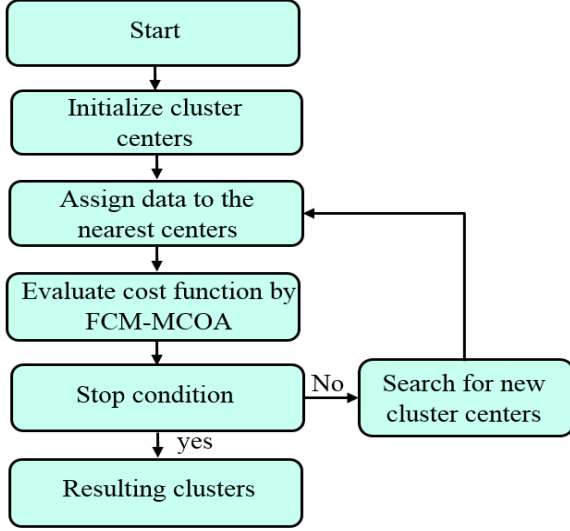 Start
Initialize cluster
centers
Assign data to the
nearest centers
Evaluate cost function by
FCM-MCOA
Stop condition
No
Search for new
cluster centers
yes
Resulting clusters